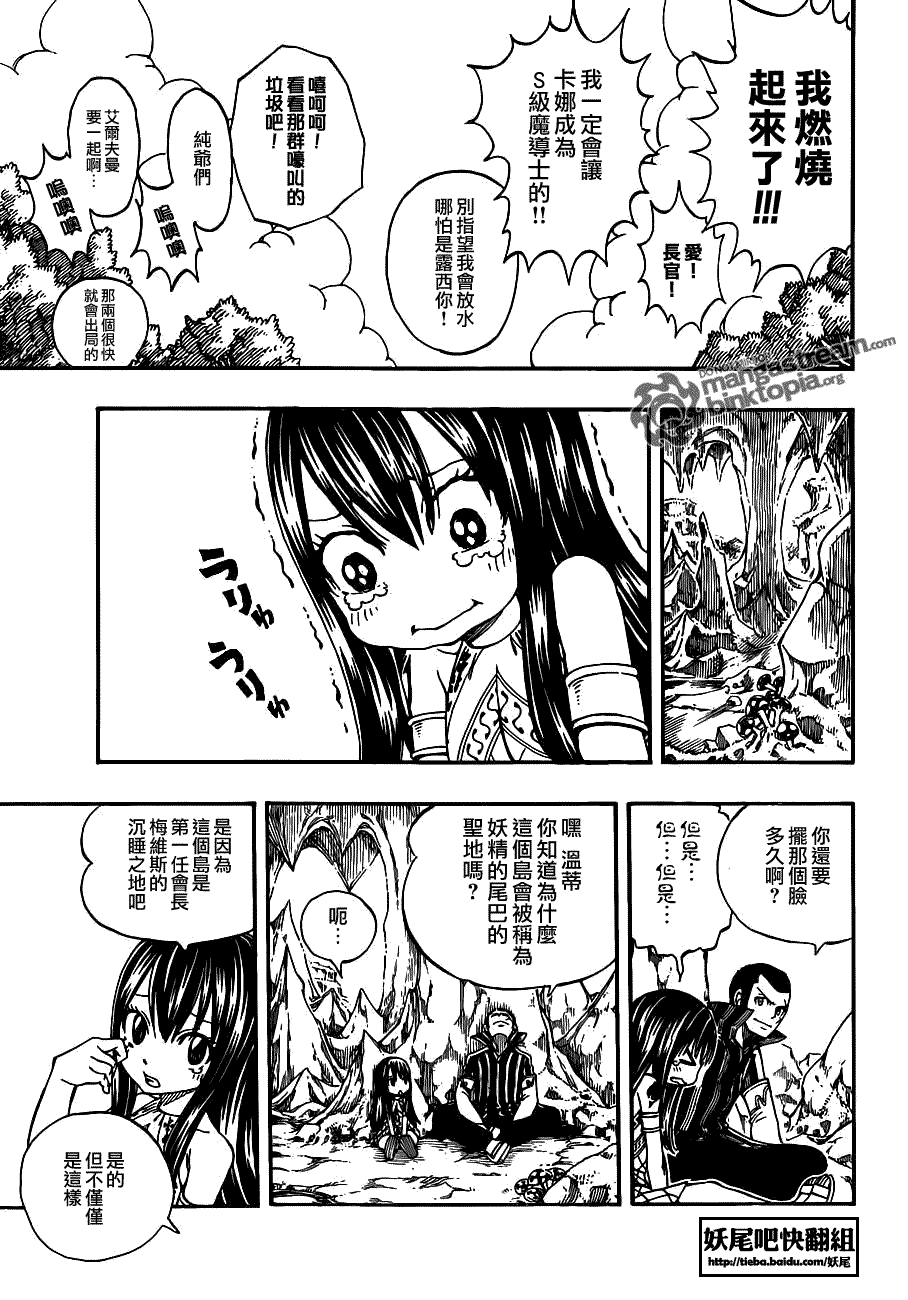 我燃燒
起來了!!!
愛!
長官!
我一定會讓
卡娜成為
S級魔導士的!!
別指望我會放水
哪怕是露西你!
嘻呵呵!
看看那群嚎叫的
垃圾吧!
純爺們
嗚噢噢
艾爾夫曼
要一起啊…
嗚噢噢
那兩個很快
就會出局的
DO NOT
mangastream.com
binktopia.org
うりゅ
うりゅ
你還要
擺那個臉
多久啊?
但是…
但…但是…
嘿 溫蒂
你知道為什麼
這個島會被稱為
妖精的尾巴的
聖地嗎?
呃…
是因為
這個島是
第一任會長
梅維斯的
沉睡之地吧
是的
但不僅僅
是這樣
妖尾吧快翻組
http://tieba.baidu.com/妖尾